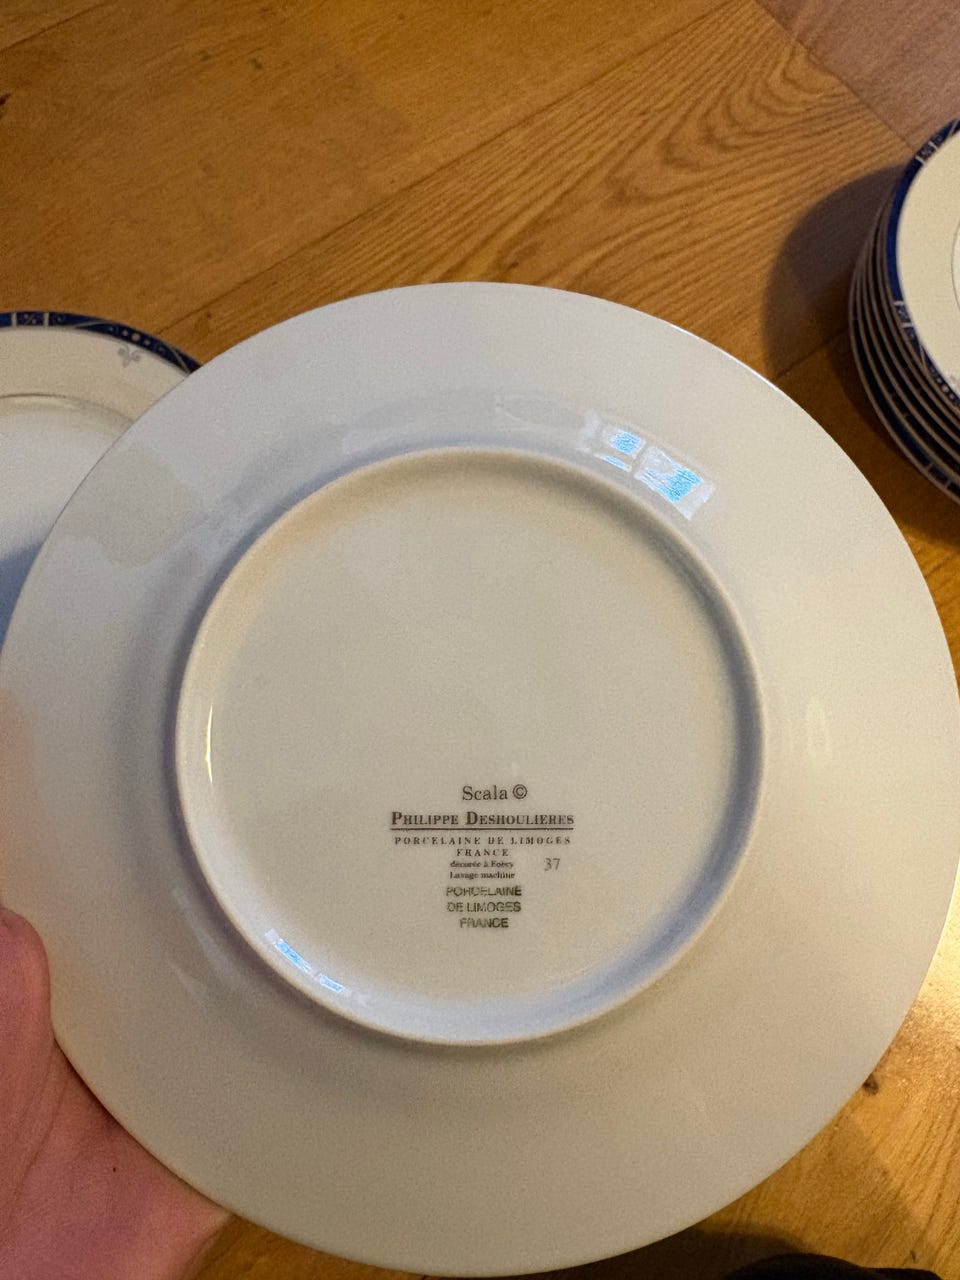 Scala ©
PHILIPPE DESHOULIERES
PORCELAINE DE LIMOGES
FRANCE
décorée à Foëcy
Lavage machine
37
PORCELAINE
DE LIMOGES
FRANCE